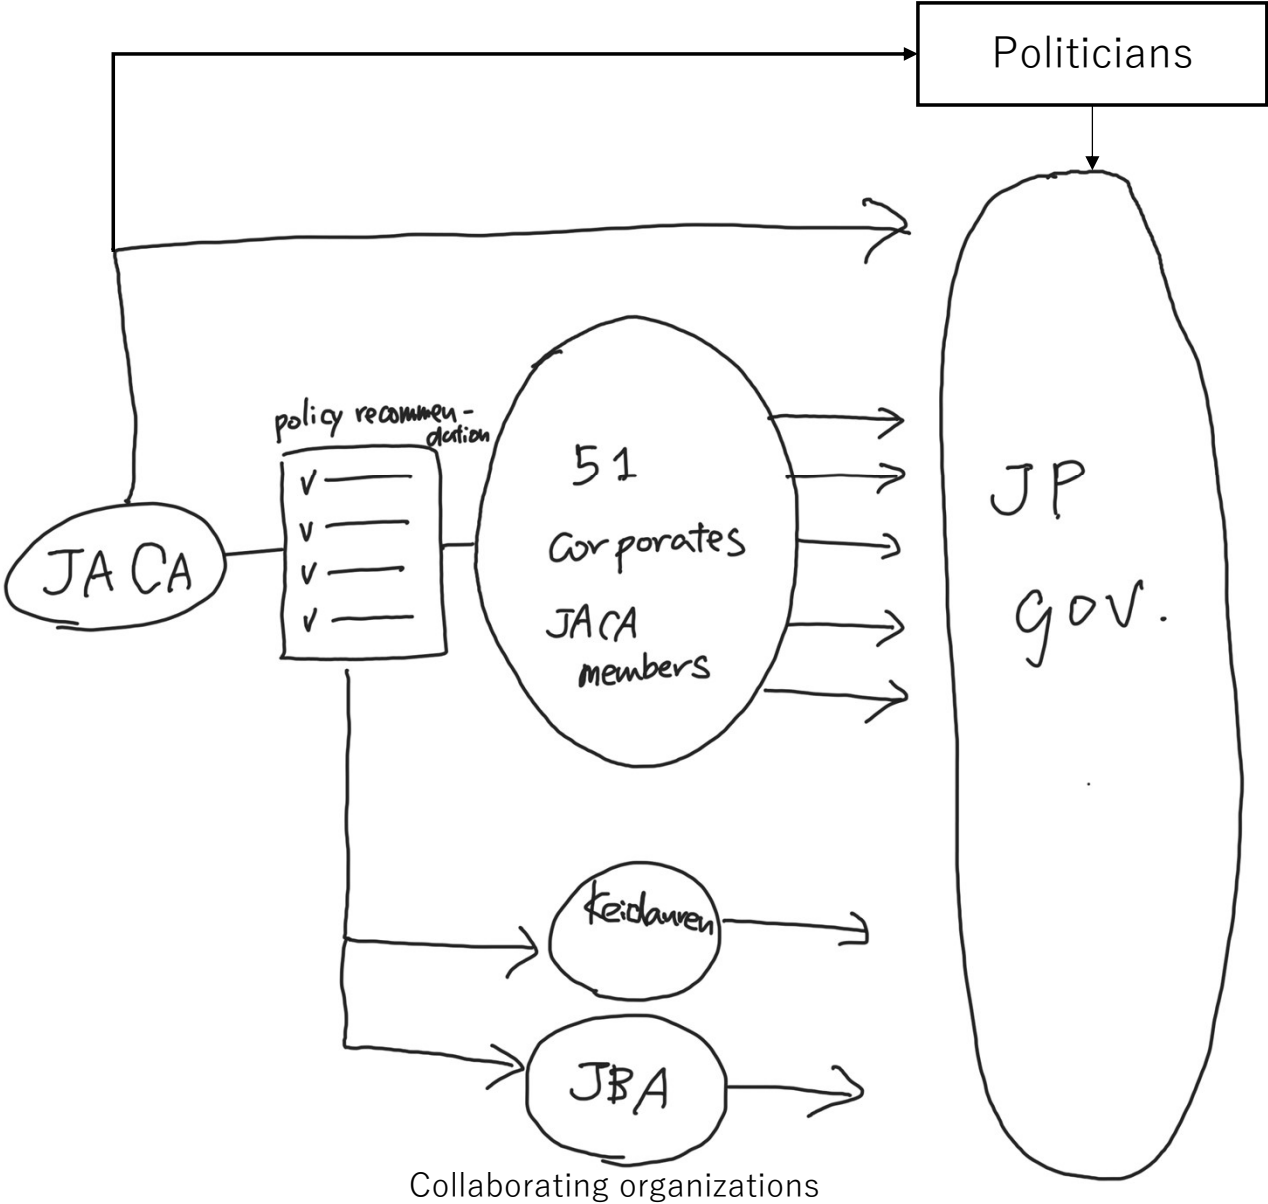 Politicians
policy recommen-
dation
JACA
51
corporates
JACA
members
JP
gov.
Keidanren
JBA
Collaborating organizations